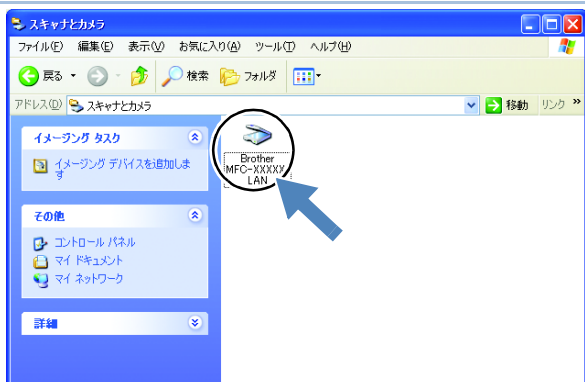 スキャナとカメラ
ファイル(F) 編集(E) 表示(V) お気に入り(A) ツール(T) ヘルプ(H)
戻る 検索 フォルダ
アドレス(D) スキャナとカメラ 移動 リンク »
イメージング タスク
イメージング デバイスを追加しま
す
Brother
MFC-XXXXX
LAN
その他
コントロール パネル
マイ ドキュメント
マイ ネットワーク
詳細